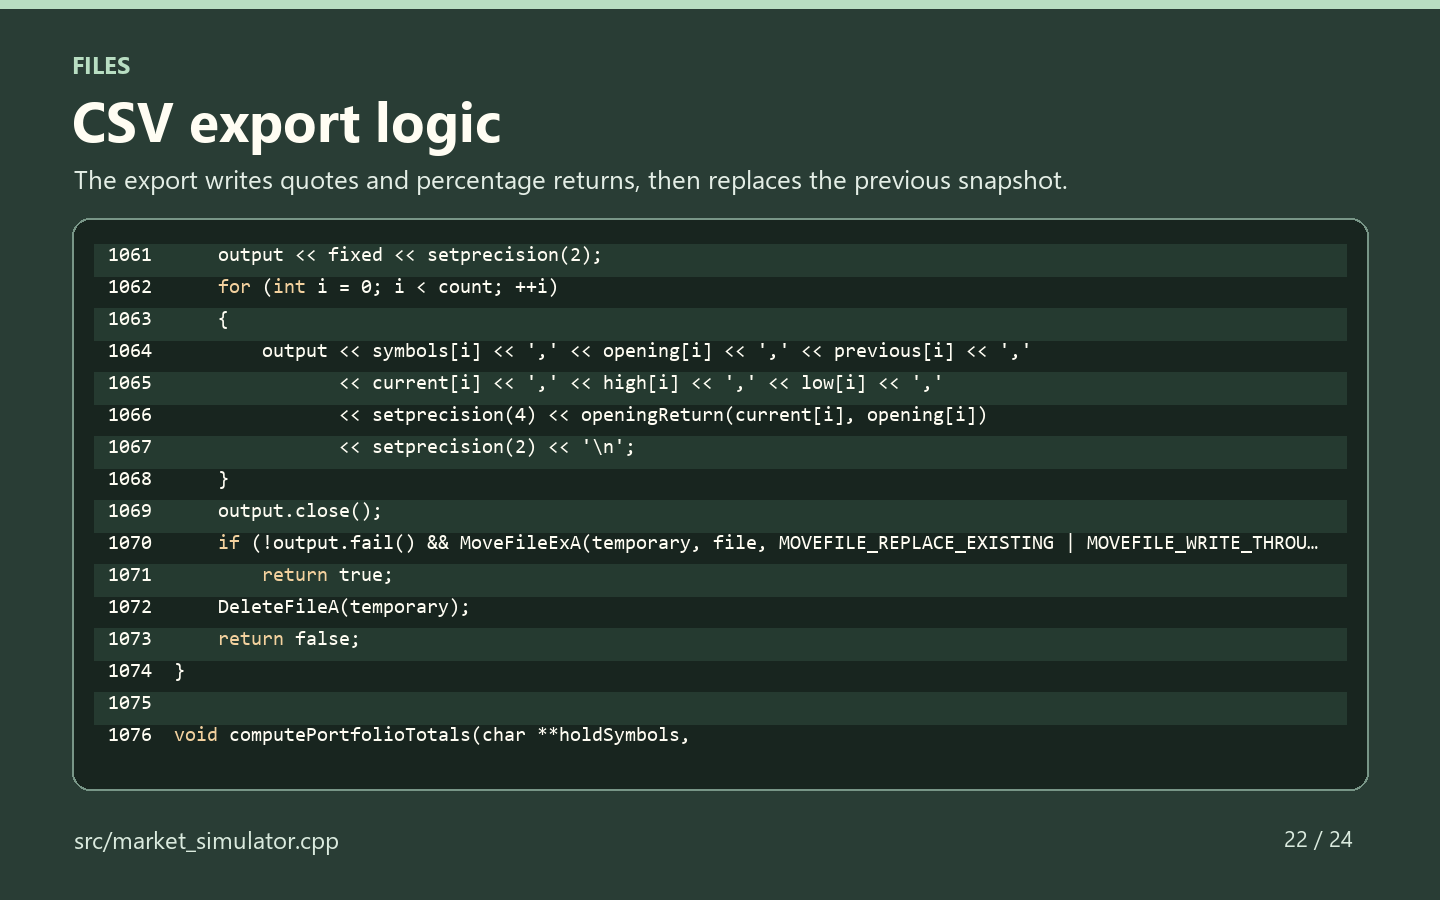 FILES
CSV export logic
The export writes quotes and percentage returns, then replaces the previous snapshot.
1061      output << fixed << setprecision(2);
1062      for (int i = 0; i < count; ++i)
1063      {
1064          output << symbols[i] << ',' << opening[i] << ',' << previous[i] << ','
1065                 << current[i] << ',' << high[i] << ',' << low[i] << ','
1066                 << setprecision(4) << openingReturn(current[i], opening[i])
1067                 << setprecision(2) << '\n';
1068      }
1069      output.close();
1070      if (!output.fail() && MoveFileExA(temporary, file, MOVEFILE_REPLACE_EXISTING | MOVEFILE_WRITE_THROU…
1071          return true;
1072      DeleteFileA(temporary);
1073      return false;
1074  }
1075
1076  void computePortfolioTotals(char **holdSymbols,
src/market_simulator.cpp
22 / 24